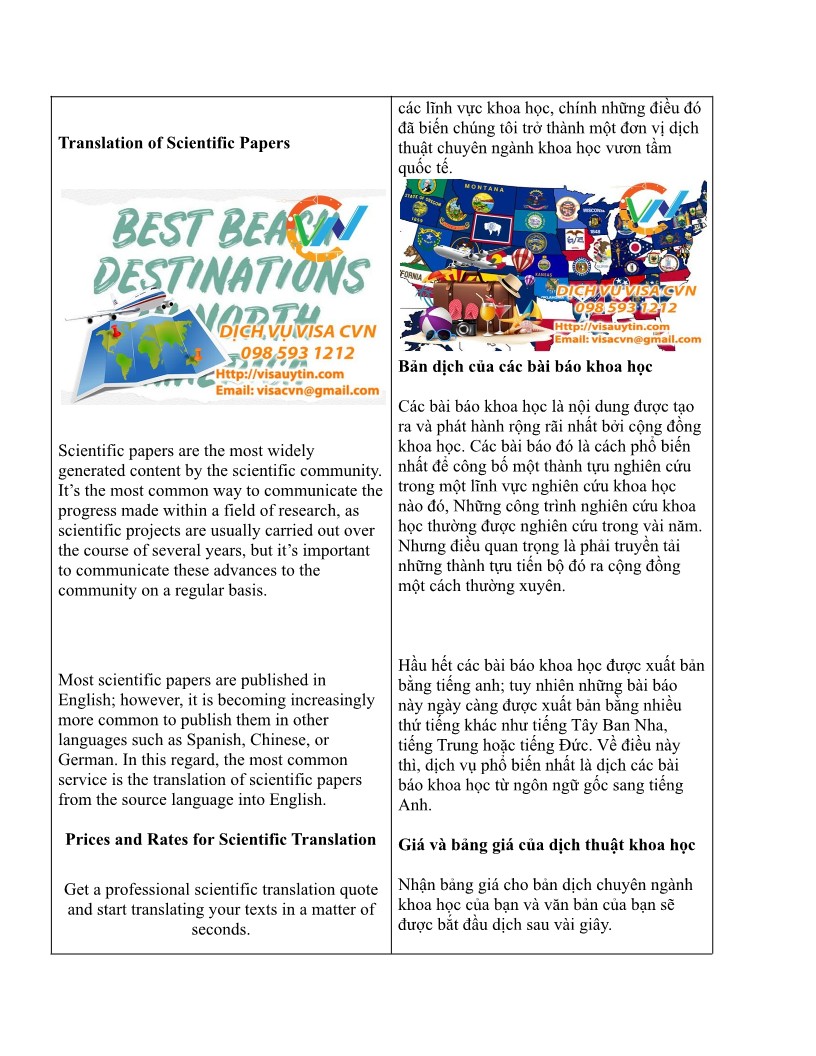 Translation of Scientific Papers
BEST BEACH
DESTINATIONS
NORTH
DỊCH VỤ VISA CVN
098 593 1212
Http://visauytin.com
Email: visacvn@gmail.com
Scientific papers are the most widely
generated content by the scientific community.
It’s the most common way to communicate the
progress made within a field of research, as
scientific projects are usually carried out over
the course of several years, but it’s important
to communicate these advances to the
community on a regular basis.
Most scientific papers are published in
English; however, it is becoming increasingly
more common to publish them in other
languages such as Spanish, Chinese, or
German. In this regard, the most common
service is the translation of scientific papers
from the source language into English.
Prices and Rates for Scientific Translation
Get a professional scientific translation quote
and start translating your texts in a matter of
seconds.
các lĩnh vực khoa học, chính những điều đó
đã biến chúng tôi trở thành một đơn vị dịch
thuật chuyên ngành khoa học vươn tầm
quốc tế.
MONTANA
STATE OF OREGON
1859
WISCONSIN
1848
KANSAS
DỊCH VỤ VISA CVN
098 593 1212
Http://visauytin.com
Email: visacvn@gmail.com
Bản dịch của các bài báo khoa học
Các bài báo khoa học là nội dung được tạo
ra và phát hành rộng rãi nhất bởi cộng đồng
khoa học. Các bài báo đó là cách phổ biến
nhất để công bố một thành tựu nghiên cứu
trong một lĩnh vực nghiên cứu khoa học
nào đó, Những công trình nghiên cứu khoa
học thường được nghiên cứu trong vài năm.
Nhưng điều quan trọng là phải truyền tải
những thành tựu tiến bộ đó ra cộng đồng
một cách thường xuyên.
Hầu hết các bài báo khoa học được xuất bản
bằng tiếng anh; tuy nhiên những bài báo
này ngày càng được xuất bản bằng nhiều
thứ tiếng khác như tiếng Tây Ban Nha,
tiếng Trung hoặc tiếng Đức. Về điều này
thì, dịch vụ phổ biến nhất là dịch các bài
báo khoa học từ ngôn ngữ gốc sang tiếng
Anh.
Giá và bảng giá của dịch thuật khoa học
Nhận bảng giá cho bản dịch chuyên ngành
khoa học của bạn và văn bản của bạn sẽ
được bắt đầu dịch sau vài giây.